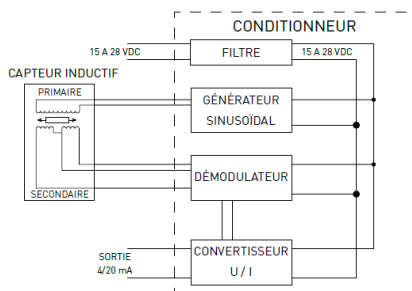 CONDITIONNEUR
15 A 28 VDC
FILTRE
15 A 28 VDC
CAPTEUR INDUCTIF
PRIMAIRE
GÉNÉRATEUR
SINUSOÏDAL
DÉMODULATEUR
SECONDAIRE
SORTIE
4/20 mA
CONVERTISSEUR
U / I